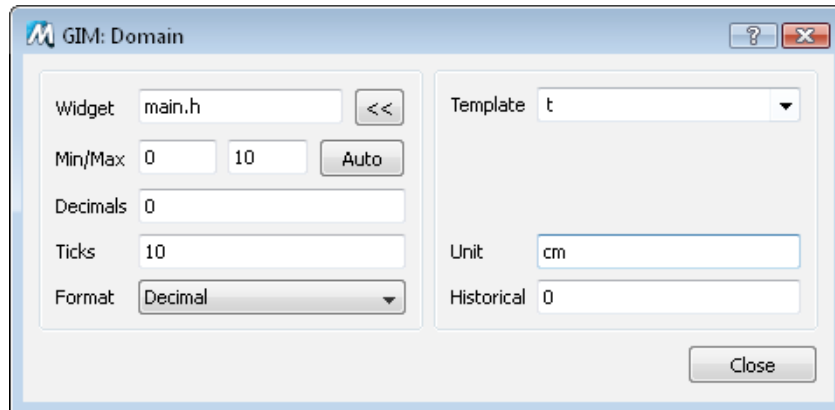 GIM: Domain
Widget main.h <<
Min/Max 0 10 Auto
Decimals 0
Ticks 10
Format Decimal
Template t
Unit cm
Historical 0
Close